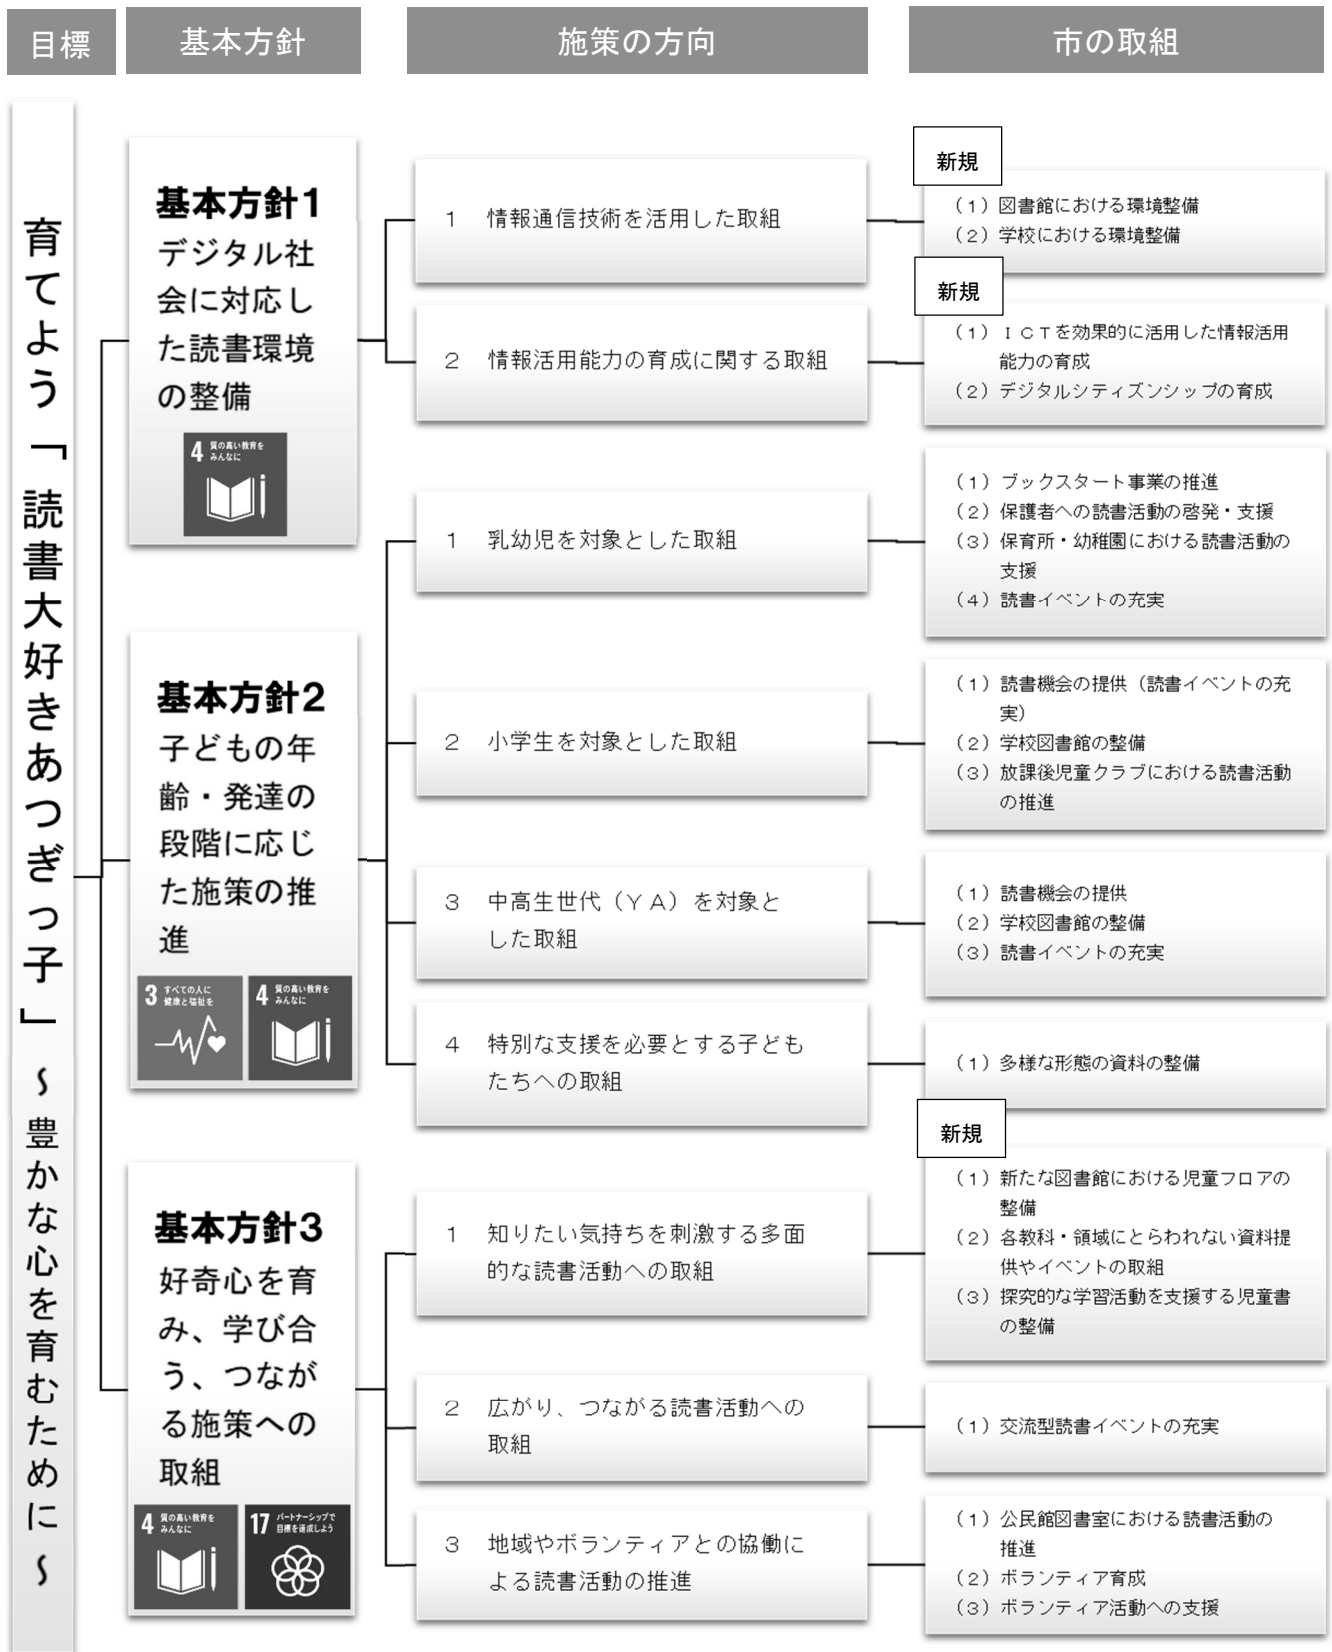 目標
基本方針
施策の方向
市の取組
育てよう「読書大好きあつぎっ子」～豊かな心を育むために～
基本方針1
デジタル社
会に対応し
た読書環境
の整備
4 質の高い教育を
みんなに
1 情報通信技術を活用した取組
新規
（１）図書館における環境整備
（２）学校における環境整備
2 情報活用能力の育成に関する取組
新規
（１）ＩＣＴを効果的に活用した情報活用
能力の育成
（２）デジタルシティズンシップの育成
基本方針2
子どもの年
齢・発達の
段階に応じ
た施策の推
進
3 すべての人に
健康と福祉を
4 質の高い教育を
みんなに
1 乳幼児を対象とした取組
（１）ブックスタート事業の推進
（２）保護者への読書活動の啓発・支援
（３）保育所・幼稚園における読書活動の
支援
（４）読書イベントの充実
2 小学生を対象とした取組
（１）読書機会の提供（読書イベントの充
実）
（２）学校図書館の整備
（３）放課後児童クラブにおける読書活動
の推進
3 中高生世代（ＹＡ）を対象と
した取組
（１）読書機会の提供
（２）学校図書館の整備
（３）読書イベントの充実
4 特別な支援を必要とする子ども
たちへの取組
（１）多様な形態の資料の整備
基本方針3
好奇心を育
み、学び合
う、つなが
る施策への
取組
4 質の高い教育を
みんなに
17 パートナーシップで
目標を達成しよう
1 知りたい気持ちを刺激する多面
的な読書活動への取組
新規
（１）新たな図書館における児童フロアの
整備
（２）各教科・領域にとらわれない資料提
供やイベントの取組
（３）探究的な学習活動を支援する児童書
の整備
2 広がり、つながる読書活動への
取組
（１）交流型読書イベントの充実
3 地域やボランティアとの協働に
よる読書活動の推進
（１）公民館図書室における読書活動の
推進
（２）ボランティア育成
（３）ボランティア活動への支援